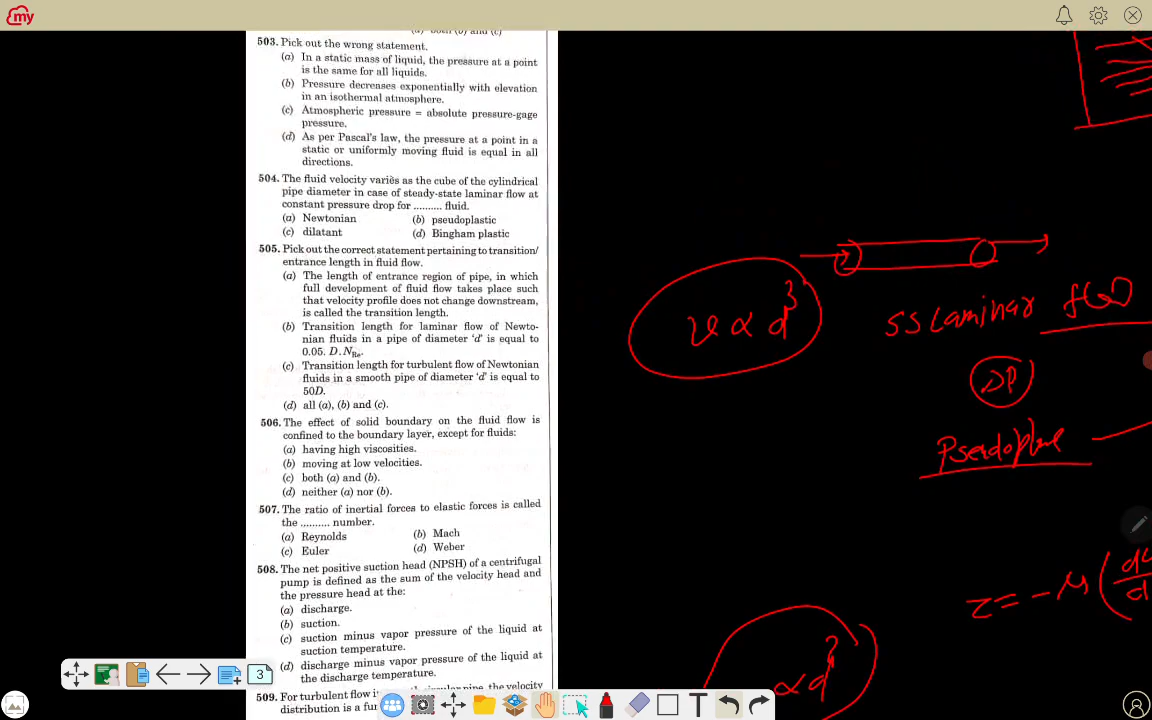 my
(a) both (b) and (c)
503. Pick out the wrong statement.
(a) In a static mass of liquid, the pressure at a point
is the same for all liquids.
(b) Pressure decreases exponentially with elevation
in an isothermal atmosphere.
(c) Atmospheric pressure = absolute pressure-gage
pressure.
(d) As per Pascal's law, the pressure at a point in a
static or uniformly moving fluid is equal in all
directions.
504. The fluid velocity varies as the cube of the cylindrical
pipe diameter in case of steady-state laminar flow at
constant pressure drop for .......... fluid.
(a) Newtonian (b) pseudoplastic
(c) dilatant (d) Bingham plastic
505. Pick out the correct statement pertaining to transition/
entrance length in fluid flow.
(a) The length of entrance region of pipe, in which
full development of fluid flow takes place such
that velocity profile does not change downstream,
is called the transition length.
(b) Transition length for laminar flow of Newto-
nian fluids in a pipe of diameter 'd' is equal to
0.05. D.N_Re.
(c) Transition length for turbulent flow of Newtonian
fluids in a smooth pipe of diameter 'd' is equal to
50D.
(d) all (a), (b) and (c).
506. The effect of solid boundary on the fluid flow is
confined to the boundary layer, except for fluids:
(a) having high viscosities.
(b) moving at low velocities.
(c) both (a) and (b).
(d) neither (a) nor (b).
507. The ratio of inertial forces to elastic forces is called
the .......... number.
(a) Reynolds (b) Mach
(c) Euler (d) Weber
508. The net positive suction head (NPSH) of a centrifugal
pump is defined as the sum of the velocity head and
the pressure head at the:
(a) discharge.
(b) suction.
(c) suction minus vapor pressure of the liquid at
suction temperature.
(d) discharge minus vapor pressure of the liquid at
the discharge temperature.
509. For turbulent flow in circular pipe, the velocity
distribution is a fun
v ∝ d³
SS Laminar
ΔP
τ = -μ (du
d
∝ d³
3
T